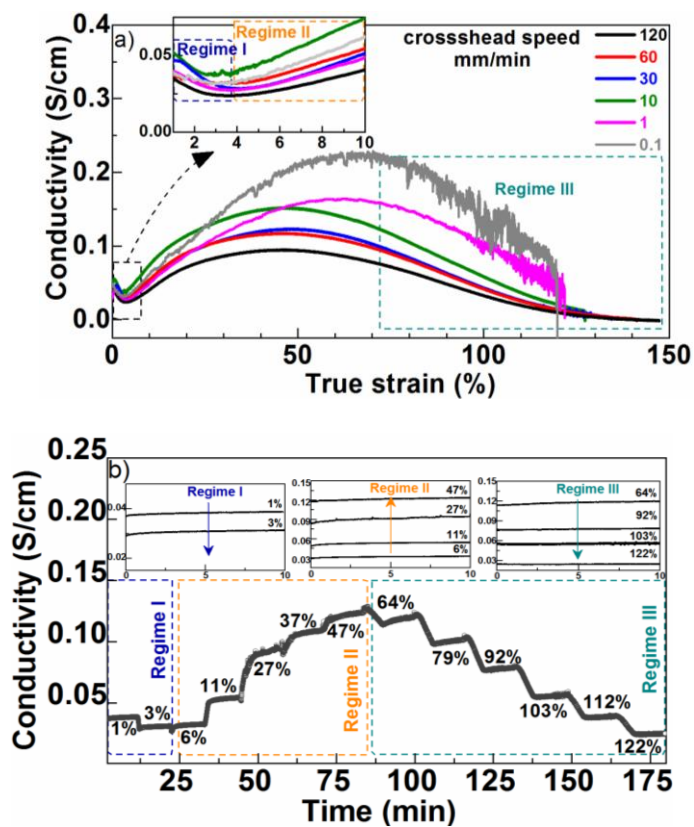 a)
Conductivity (S/cm)
0.4
0.3
0.2
0.1
0.0
0 50 100 150
True strain (%)
0.05
0.00
2 4 6 8 10
Regime I
Regime II
Regime III
crossshead speed
mm/min
120
60
30
10
1
0.1
b)
Conductivity (S/cm)
0.25
0.20
0.15
0.10
0.05
25 50 75 100 125 150 175
Time (min)
Regime I
0.04
0.02
1%
3%
0 5 10
Regime II
0.15
0.12
0.09
0.06
0.03
47%
27%
11%
6%
0 5 10
Regime III
0.15
0.12
0.09
0.06
0.03
64%
92%
103%
122%
0 5 10
Regime I
Regime II
Regime III
1%
3%
6%
11%
27%
37%
47%
64%
79%
92%
103%
112%
122%